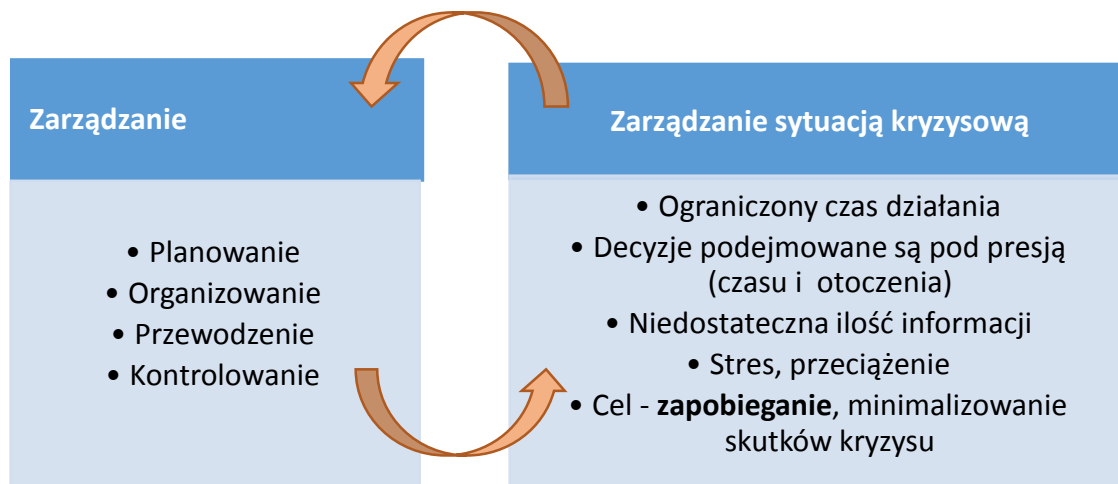 Zarządzanie
• Planowanie
• Organizowanie
• Przewodzenie
• Kontrolowanie
Zarządzanie sytuacją kryzysową
• Ograniczony czas działania
• Decyzje podejmowane są pod presją
(czasu i otoczenia)
• Niedostateczna ilość informacji
• Stres, przeciążenie
• Cel - zapobieganie, minimalizowanie
skutków kryzysu